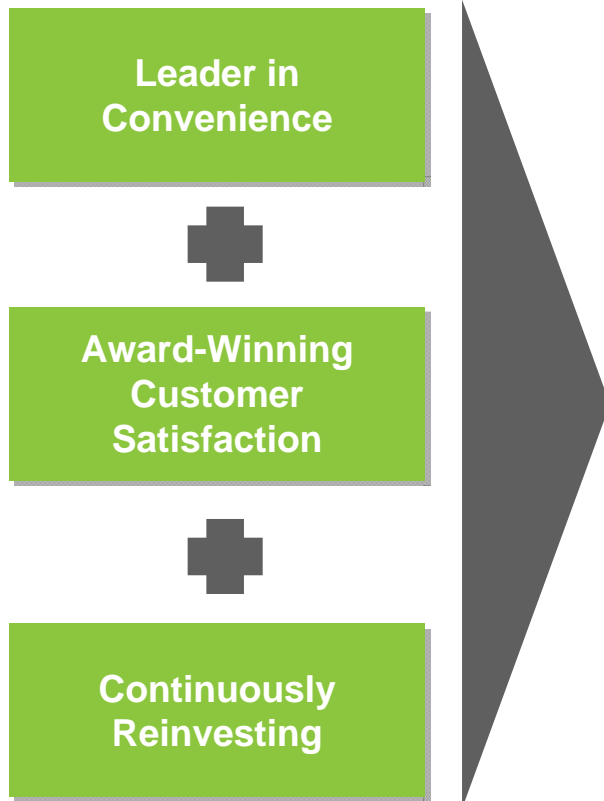 Leader in
Convenience
Award-Winning
Customer
Satisfaction
Continuously
Reinvesting